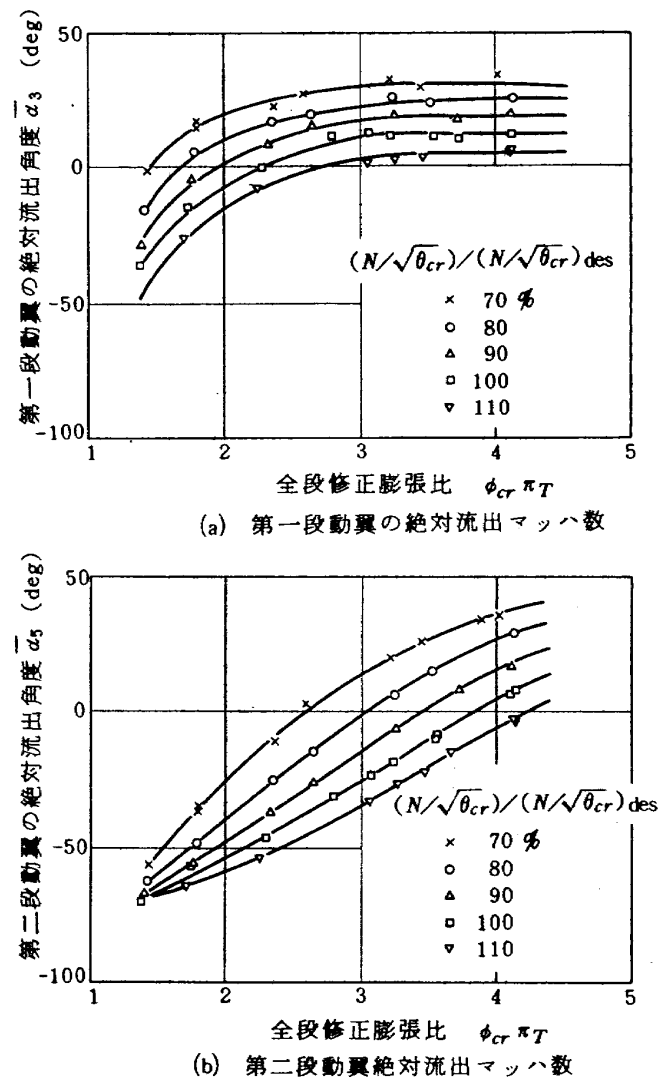 第一段動翼の絶対流出角度 ᾱ₃ (deg)
50
0
-50
-100
(N/√θcr)/(N/√θcr)des
× 70 %
○ 80
△ 90
□ 100
▽ 110
1 2 3 4 5
全段修正膨張比 φcr πT
(a) 第一段動翼の絶対流出マッハ数
第二段動翼の絶対流出角度 ᾱ₅ (deg)
50
0
-50
-100
(N/√θcr)/(N/√θcr)des
× 70 %
○ 80
△ 90
□ 100
▽ 110
1 2 3 4 5
全段修正膨張比 φcr πT
(b) 第二段動翼絶対流出マッハ数